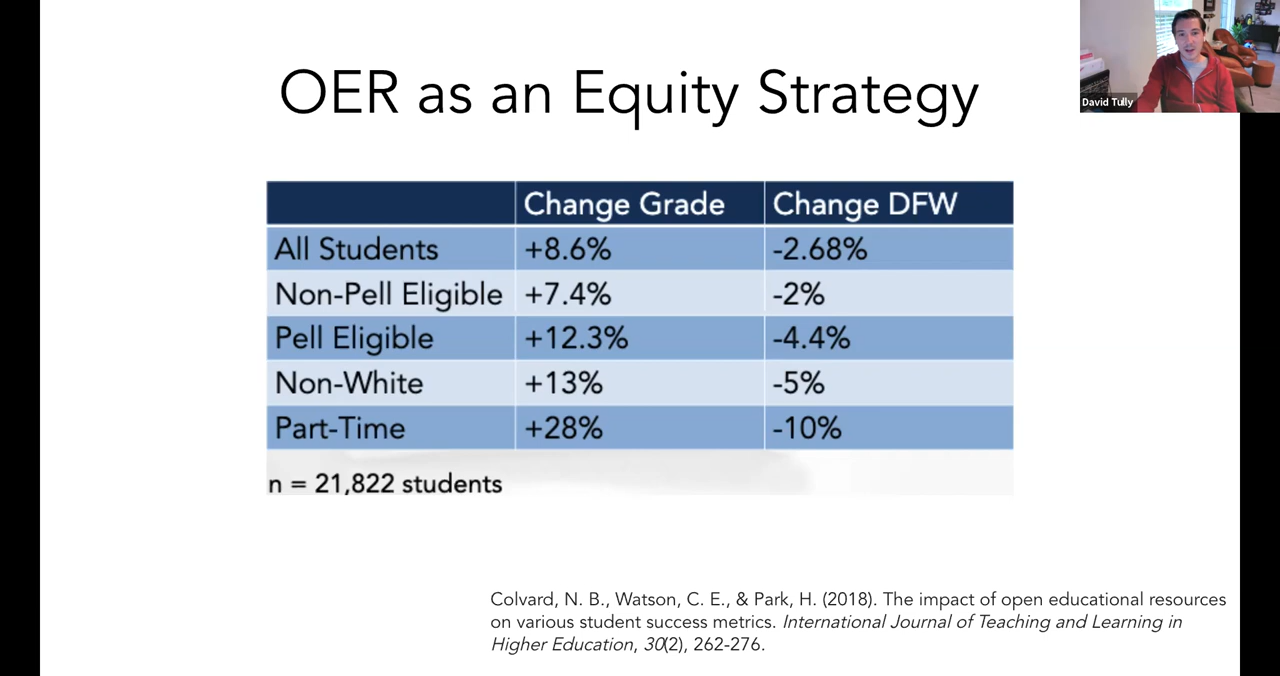 OER as an Equity Strategy
David Tully
Change Grade Change DFW
All Students +8.6% -2.68%
Non-Pell Eligible +7.4% -2%
Pell Eligible +12.3% -4.4%
Non-White +13% -5%
Part-Time +28% -10%
n = 21,822 students
Colvard, N. B., Watson, C. E., & Park, H. (2018). The impact of open educational resources
on various student success metrics. International Journal of Teaching and Learning in
Higher Education, 30(2), 262-276.